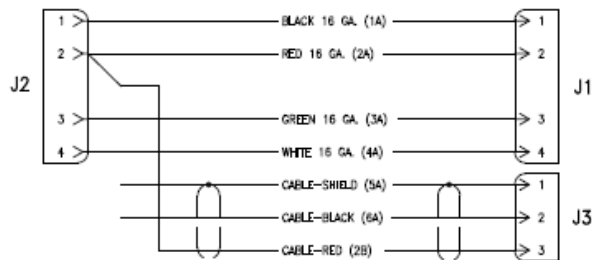 1 BLACK 16 GA. (1A) 1
2 RED 16 GA. (2A) 2
J2 J1
3 GREEN 16 GA. (3A) 3
4 WHITE 16 GA. (4A) 4
CABLE-SHIELD (5A) 1
CABLE-BLACK (6A) 2
J3
CABLE-RED (2B) 3